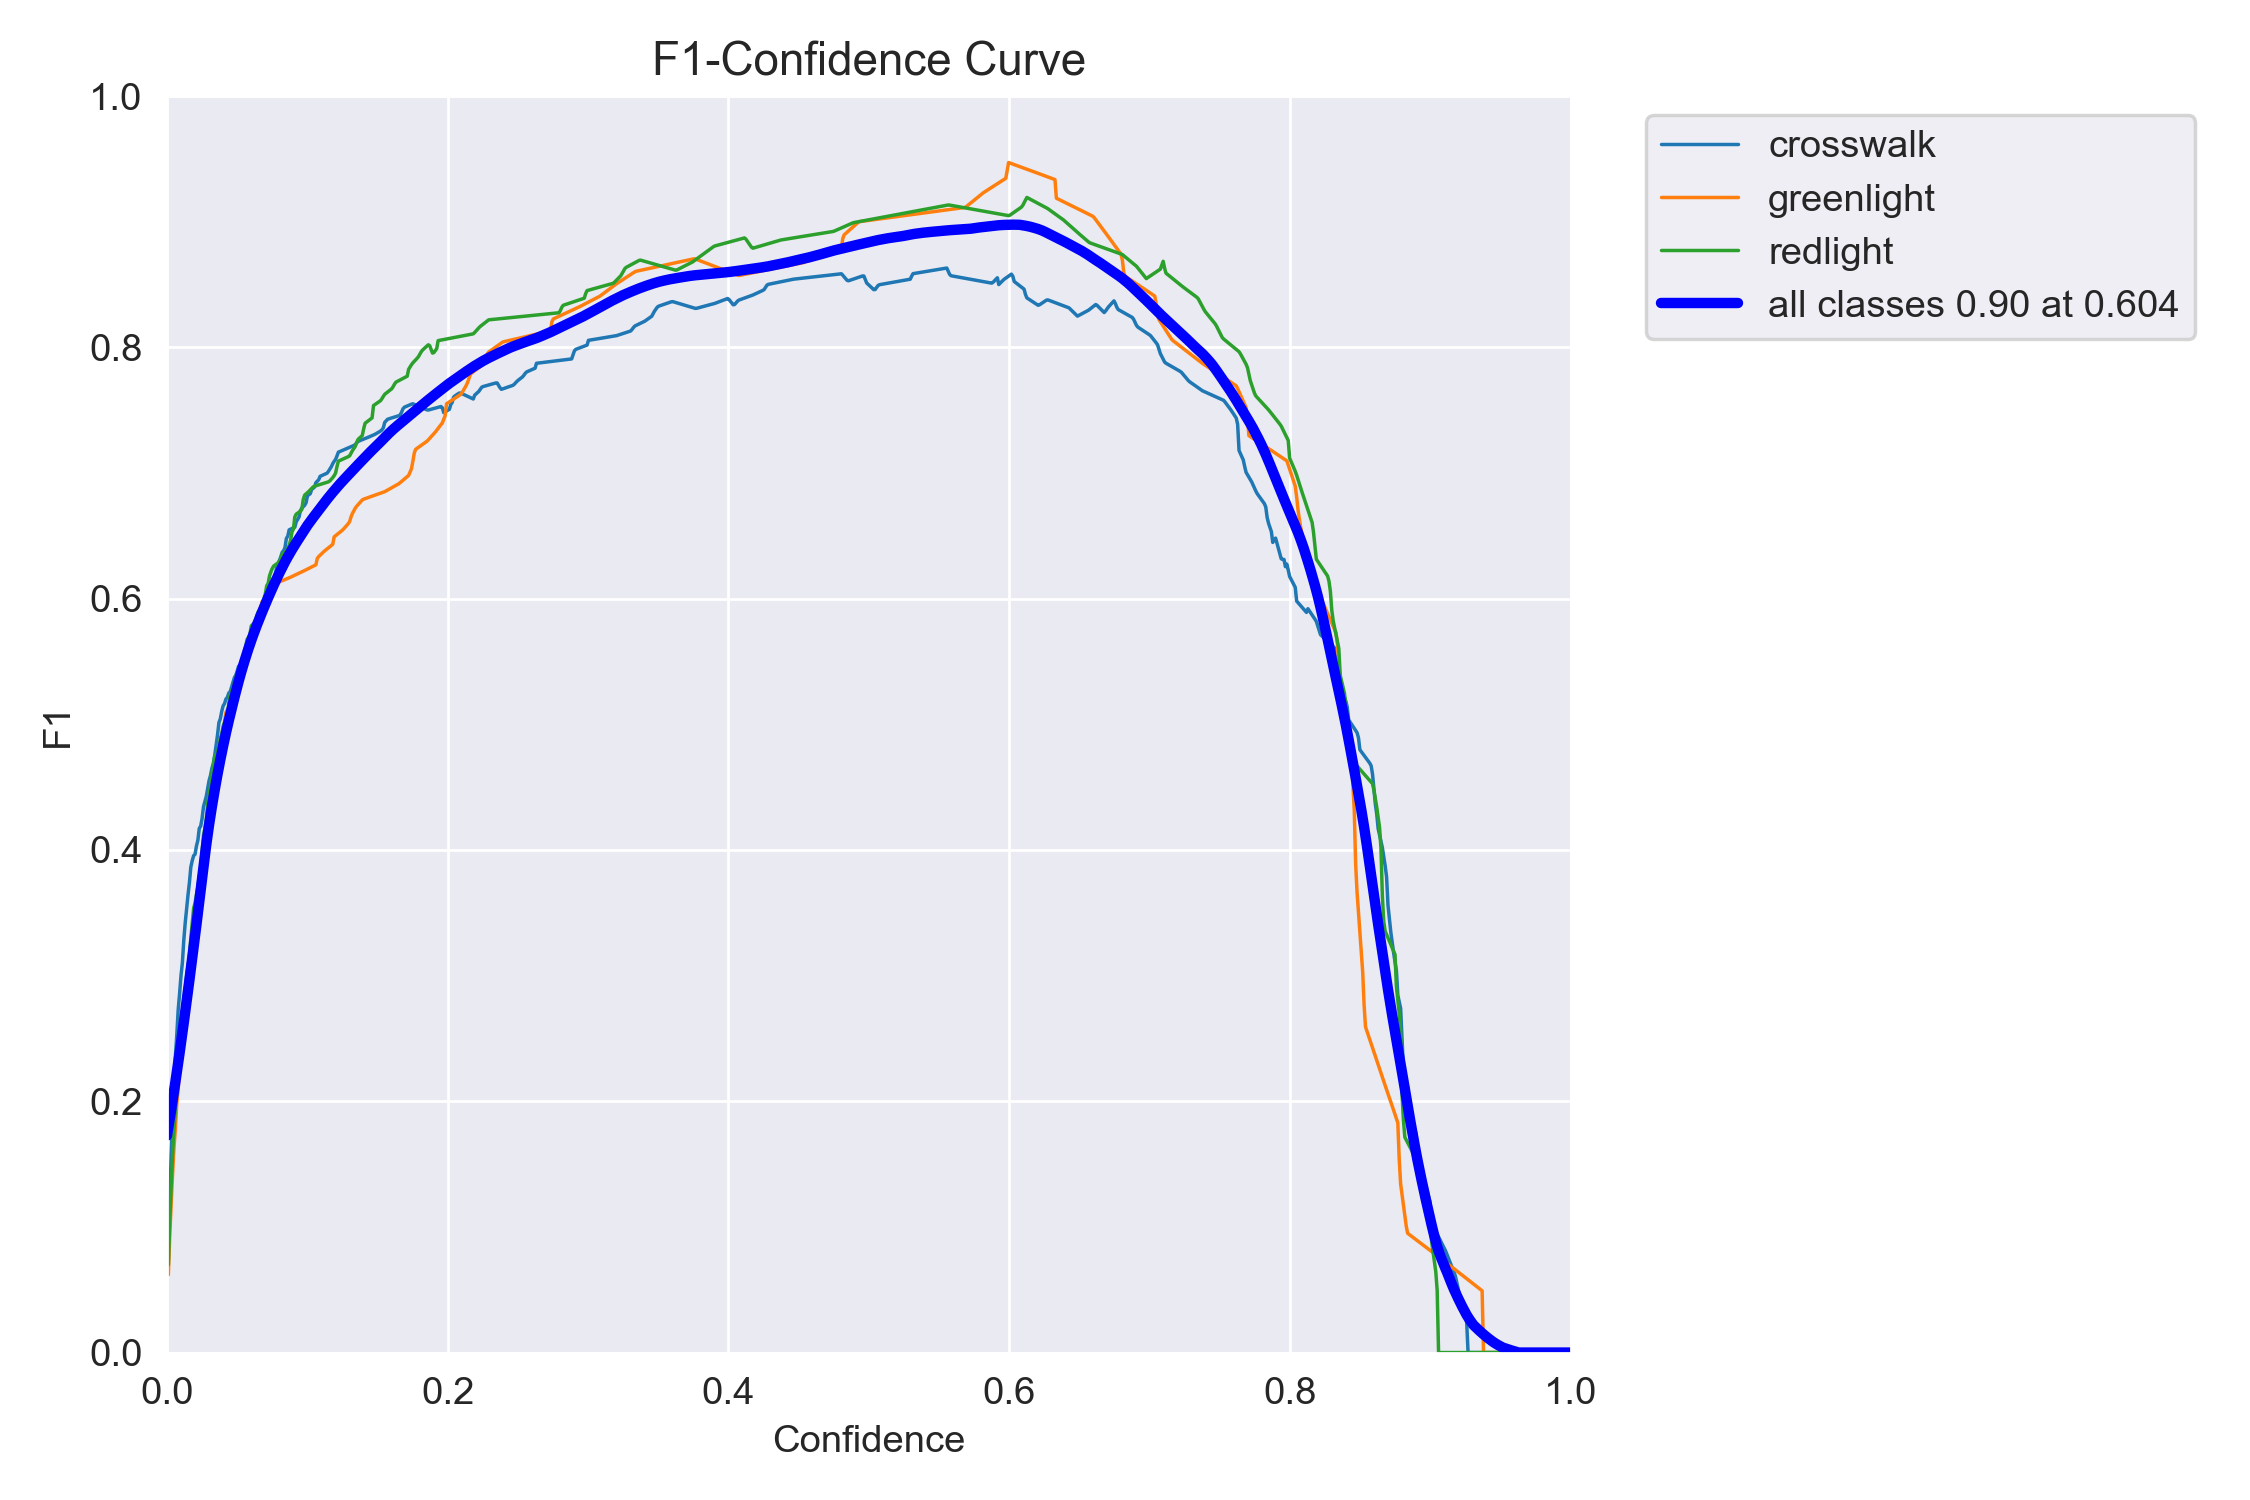 F1-Confidence Curve
1.0
0.8
0.6
0.4
0.2
0.0
F1
0.0 0.2 0.4 0.6 0.8 1.0
Confidence
crosswalk
greenlight
redlight
all classes 0.90 at 0.604